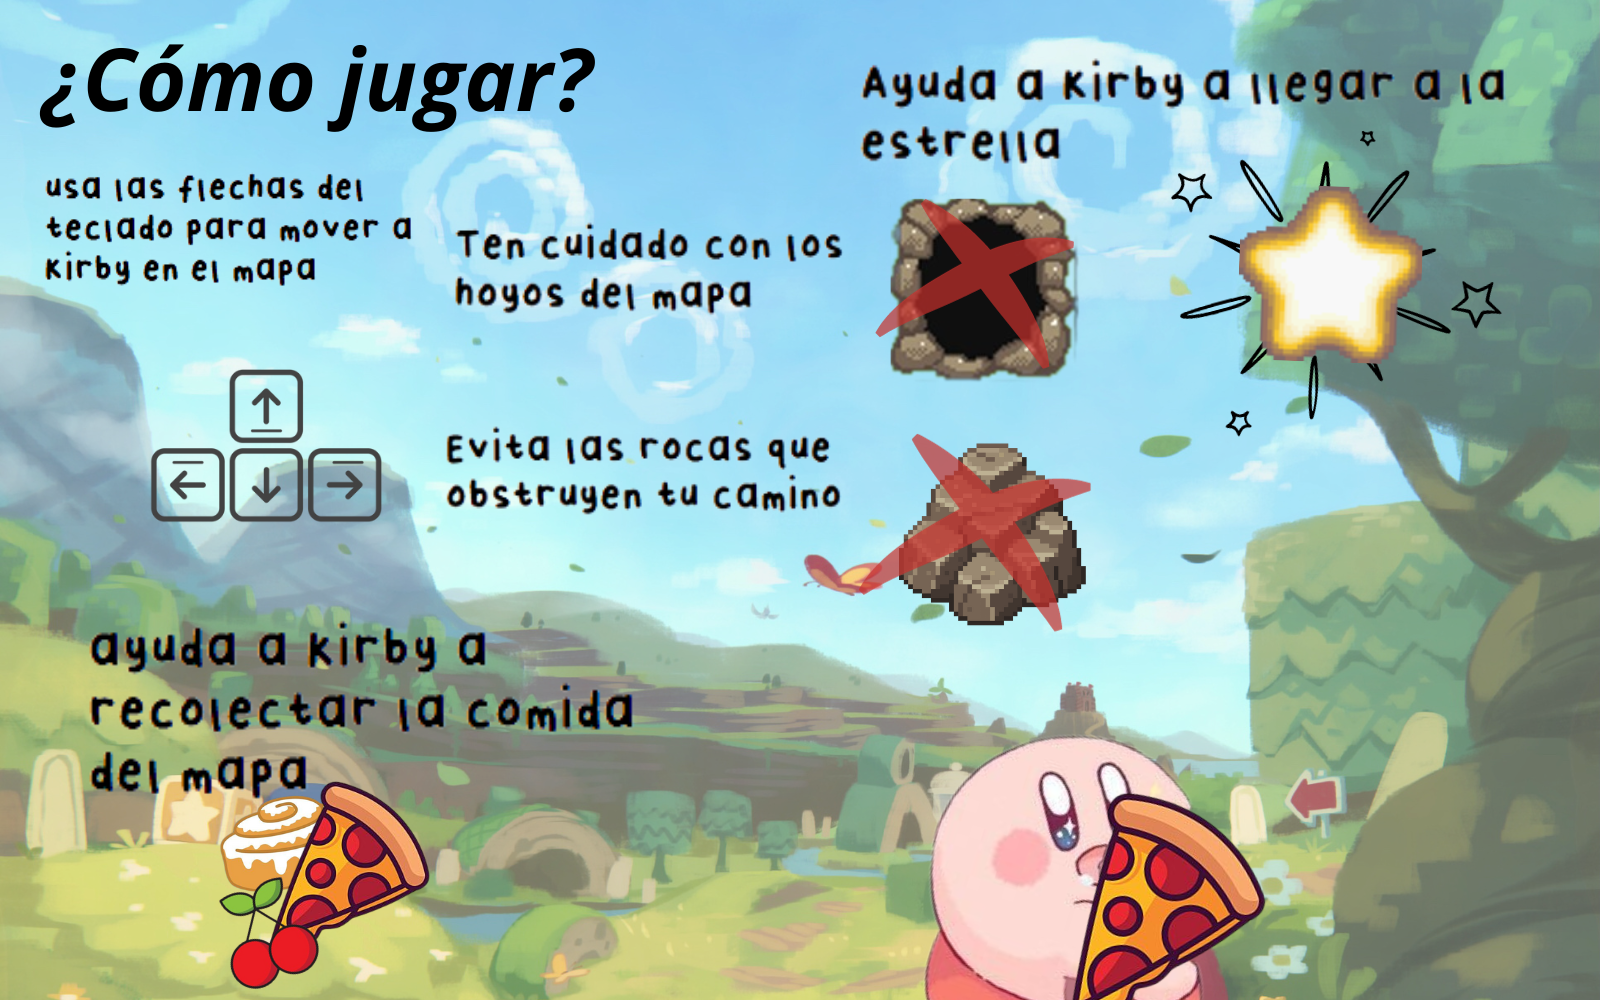 ¿Cómo jugar?
usa las flechas del
teclado para mover a
Kirby en el mapa
Ten cuidado con los
hoyos del mapa
Ayuda a Kirby a llegar a la
estrella
Evita las rocas que
obstruyen tu camino
ayuda a Kirby a
recolectar la comida
del mapa